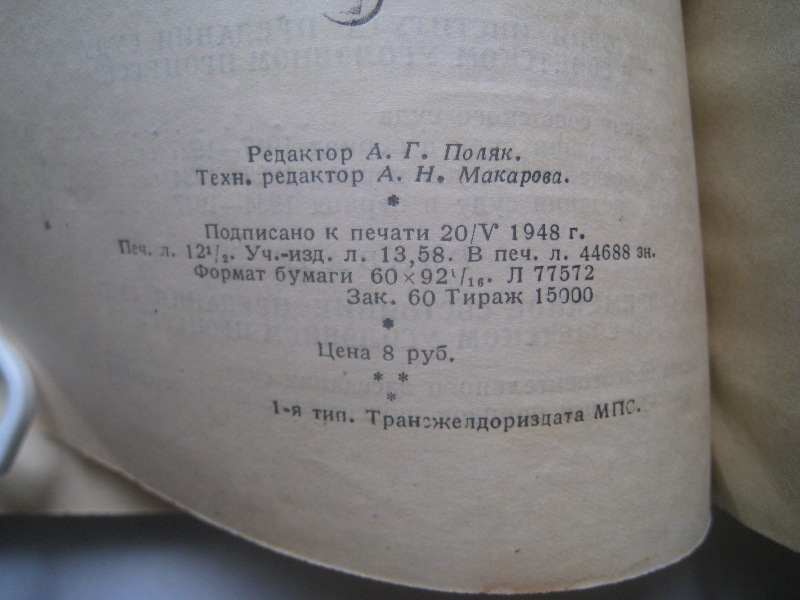 Редактор А. Г. Поляк.
Техн. редактор А. Н. Макарова.
*
Подписано к печати 20/V 1948 г.
Печ. л. 12¹/₂. Уч.-изд. л. 13,58. В печ. л. 44688 зн.
Формат бумаги 60×92¹/₁₆. Л 77572
Зак. 60 Тираж 15000
*
Цена 8 руб.
* *
*
1-я тип. Трансжелдориздата МПС.